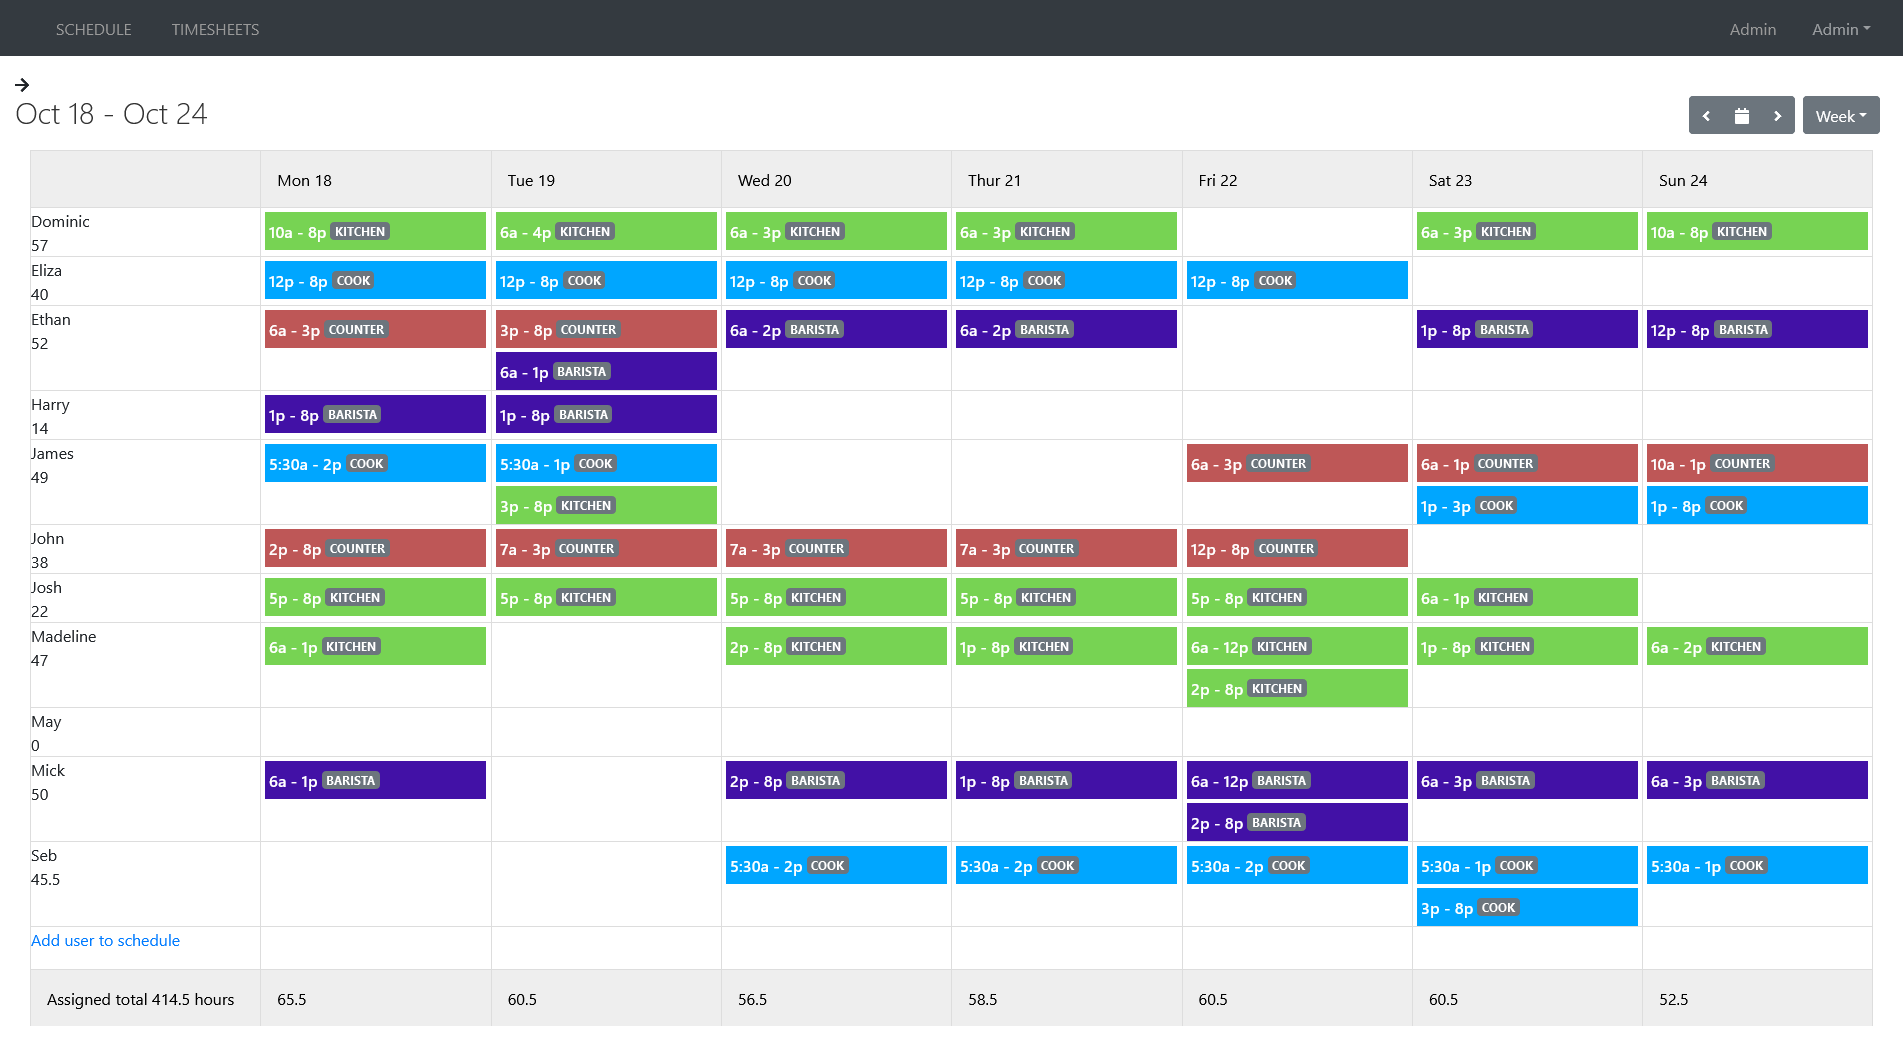 SCHEDULE TIMESHEETS Admin Admin
Oct 18 - Oct 24 Week
Mon 18 Tue 19 Wed 20 Thur 21 Fri 22 Sat 23 Sun 24
Dominic
57
10a - 8p KITCHEN 6a - 4p KITCHEN 6a - 3p KITCHEN 6a - 3p KITCHEN 6a - 3p KITCHEN 10a - 8p KITCHEN
Eliza
40
12p - 8p COOK 12p - 8p COOK 12p - 8p COOK 12p - 8p COOK 12p - 8p COOK
Ethan
52
6a - 3p COUNTER 3p - 8p COUNTER 6a - 2p BARISTA 6a - 2p BARISTA 1p - 8p BARISTA 12p - 8p BARISTA
6a - 1p BARISTA
Harry
14
1p - 8p BARISTA 1p - 8p BARISTA
James
49
5:30a - 2p COOK 5:30a - 1p COOK 6a - 3p COUNTER 6a - 1p COUNTER 10a - 1p COUNTER
3p - 8p KITCHEN 1p - 3p COOK 1p - 8p COOK
John
38
2p - 8p COUNTER 7a - 3p COUNTER 7a - 3p COUNTER 7a - 3p COUNTER 12p - 8p COUNTER
Josh
22
5p - 8p KITCHEN 5p - 8p KITCHEN 5p - 8p KITCHEN 5p - 8p KITCHEN 5p - 8p KITCHEN 6a - 1p KITCHEN
Madeline
47
6a - 1p KITCHEN 2p - 8p KITCHEN 1p - 8p KITCHEN 6a - 12p KITCHEN 1p - 8p KITCHEN 6a - 2p KITCHEN
2p - 8p KITCHEN
May
0
Mick
50
6a - 1p BARISTA 2p - 8p BARISTA 1p - 8p BARISTA 6a - 12p BARISTA 6a - 3p BARISTA 6a - 3p BARISTA
2p - 8p BARISTA
Seb
45.5
5:30a - 2p COOK 5:30a - 2p COOK 5:30a - 2p COOK 5:30a - 1p COOK 5:30a - 1p COOK
3p - 8p COOK
Add user to schedule
Assigned total 414.5 hours 65.5 60.5 56.5 58.5 60.5 60.5 52.5